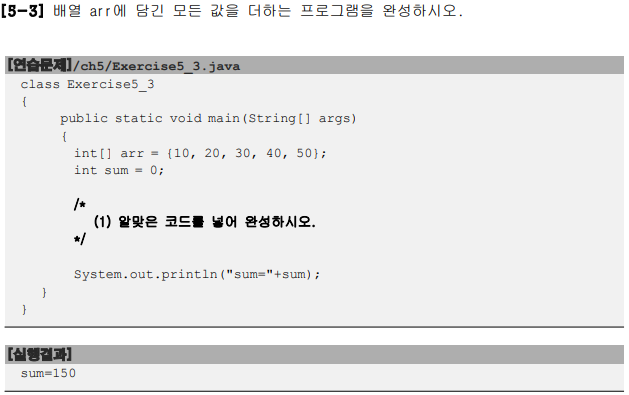 [5-3] 배열 arr에 담긴 모든 값을 더하는 프로그램을 완성하시오.
[연습문제]/ch5/Exercise5_3.java
class Exercise5_3
{
public static void main(String[] args)
{
int[] arr = {10, 20, 30, 40, 50};
int sum = 0;
/*
(1) 알맞은 코드를 넣어 완성하시오.
*/
System.out.println("sum="+sum);
}
}
[실행결과]
sum=150